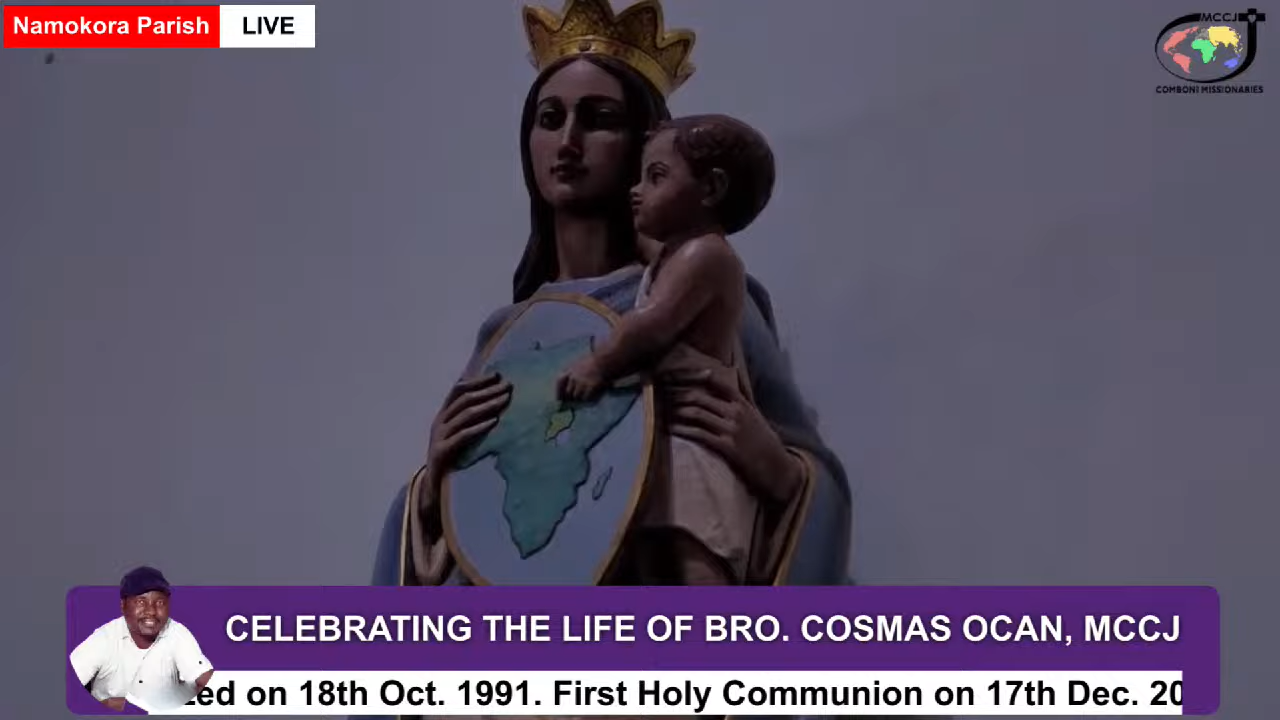 Namokora Parish LIVE
MCCJ
COMBONI MISSIONARIES
CELEBRATING THE LIFE OF BRO. COSMAS OCAN, MCCJ
ed on 18th Oct. 1991. First Holy Communion on 17th Dec. 20